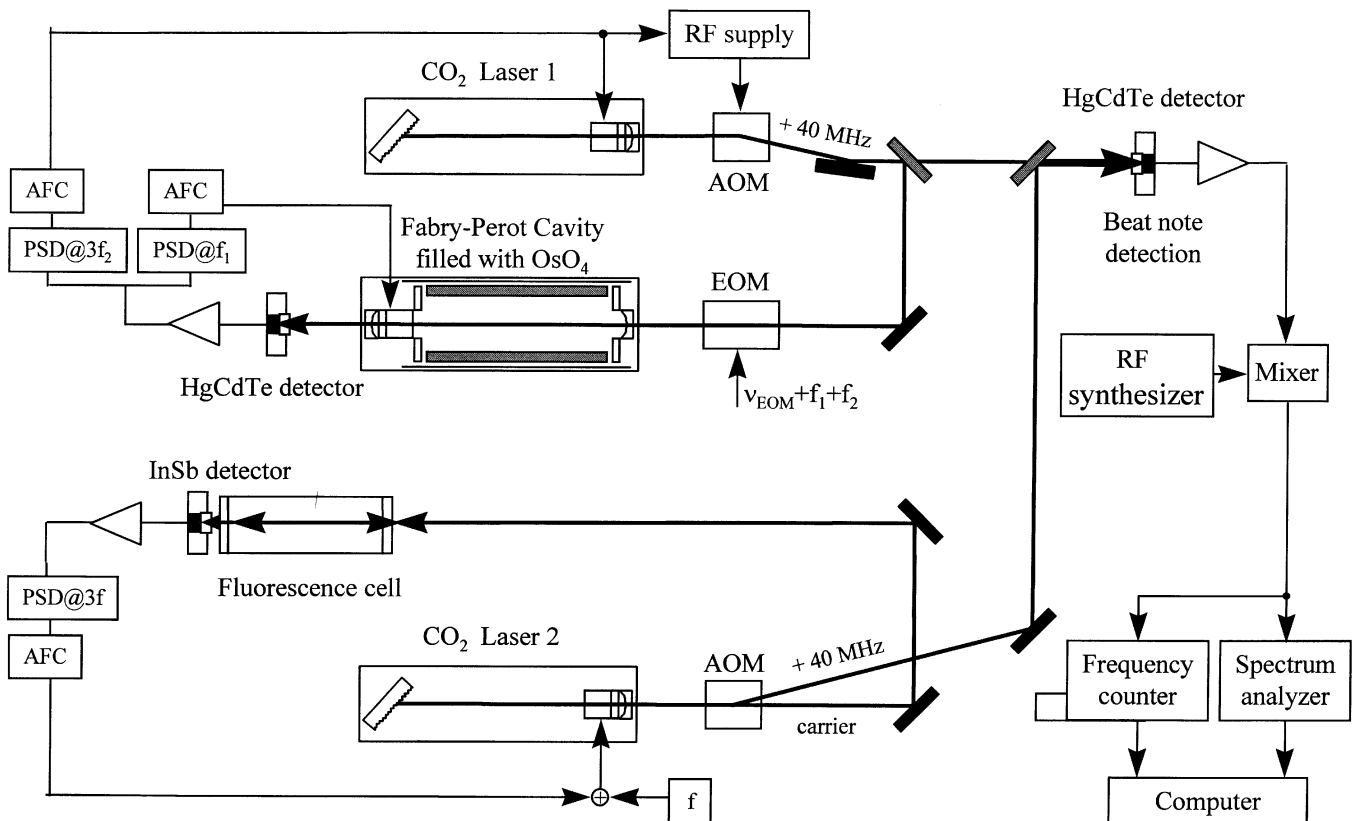 RF supply
CO₂ Laser 1
HgCdTe detector
+ 40 MHz
AOM
AFC
AFC
PSD@3f₂
PSD@f₁
Fabry-Perot Cavity
filled with OsO₄
EOM
Beat note
detection
HgCdTe detector
ν_EOM+f₁+f₂
RF
synthesizer
Mixer
InSb detector
Fluorescence cell
PSD@3f
AFC
CO₂ Laser 2
AOM
+ 40 MHz
carrier
f
Frequency
counter
Spectrum
analyzer
Computer